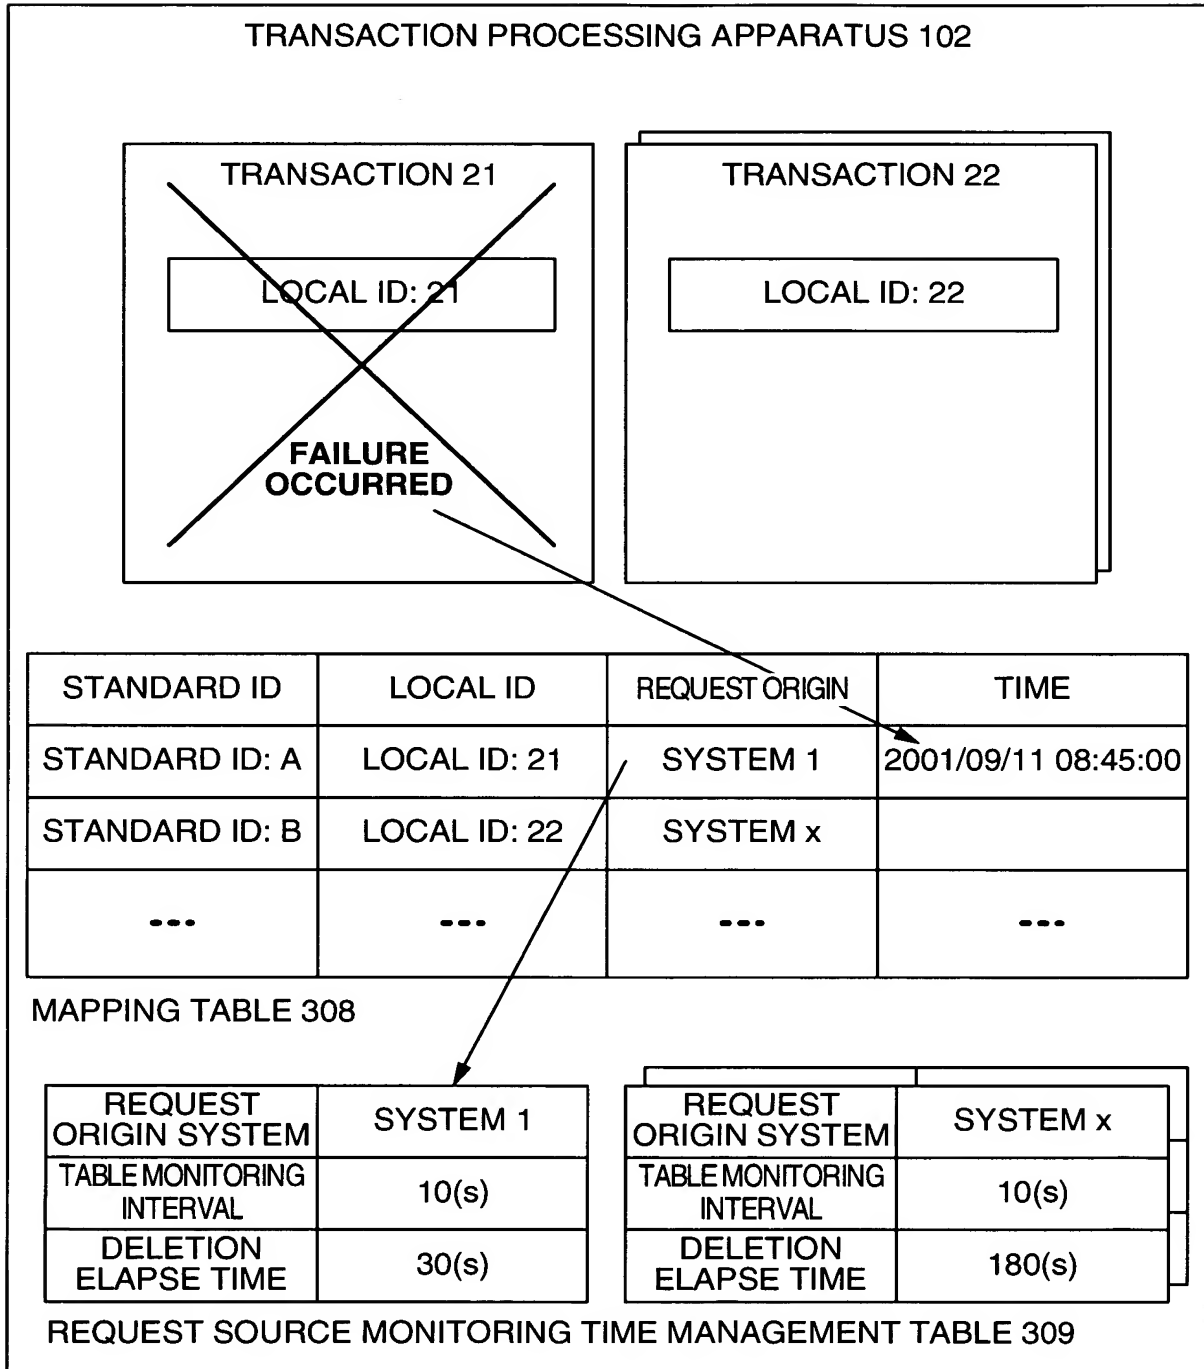 TRANSACTION PROCESSING APPARATUS 102
TRANSACTION 21
LOCAL ID: 21
FAILURE
OCCURRED
TRANSACTION 22
LOCAL ID: 22
STANDARD ID LOCAL ID REQUEST ORIGIN TIME
STANDARD ID: A LOCAL ID: 21 SYSTEM 1 2001/09/11 08:45:00
STANDARD ID: B LOCAL ID: 22 SYSTEM x
--- --- --- ---
MAPPING TABLE 308
REQUEST
ORIGIN SYSTEM SYSTEM 1
TABLE MONITORING
INTERVAL 10(s)
DELETION
ELAPSE TIME 30(s)
REQUEST
ORIGIN SYSTEM SYSTEM x
TABLE MONITORING
INTERVAL 10(s)
DELETION
ELAPSE TIME 180(s)
REQUEST SOURCE MONITORING TIME MANAGEMENT TABLE 309